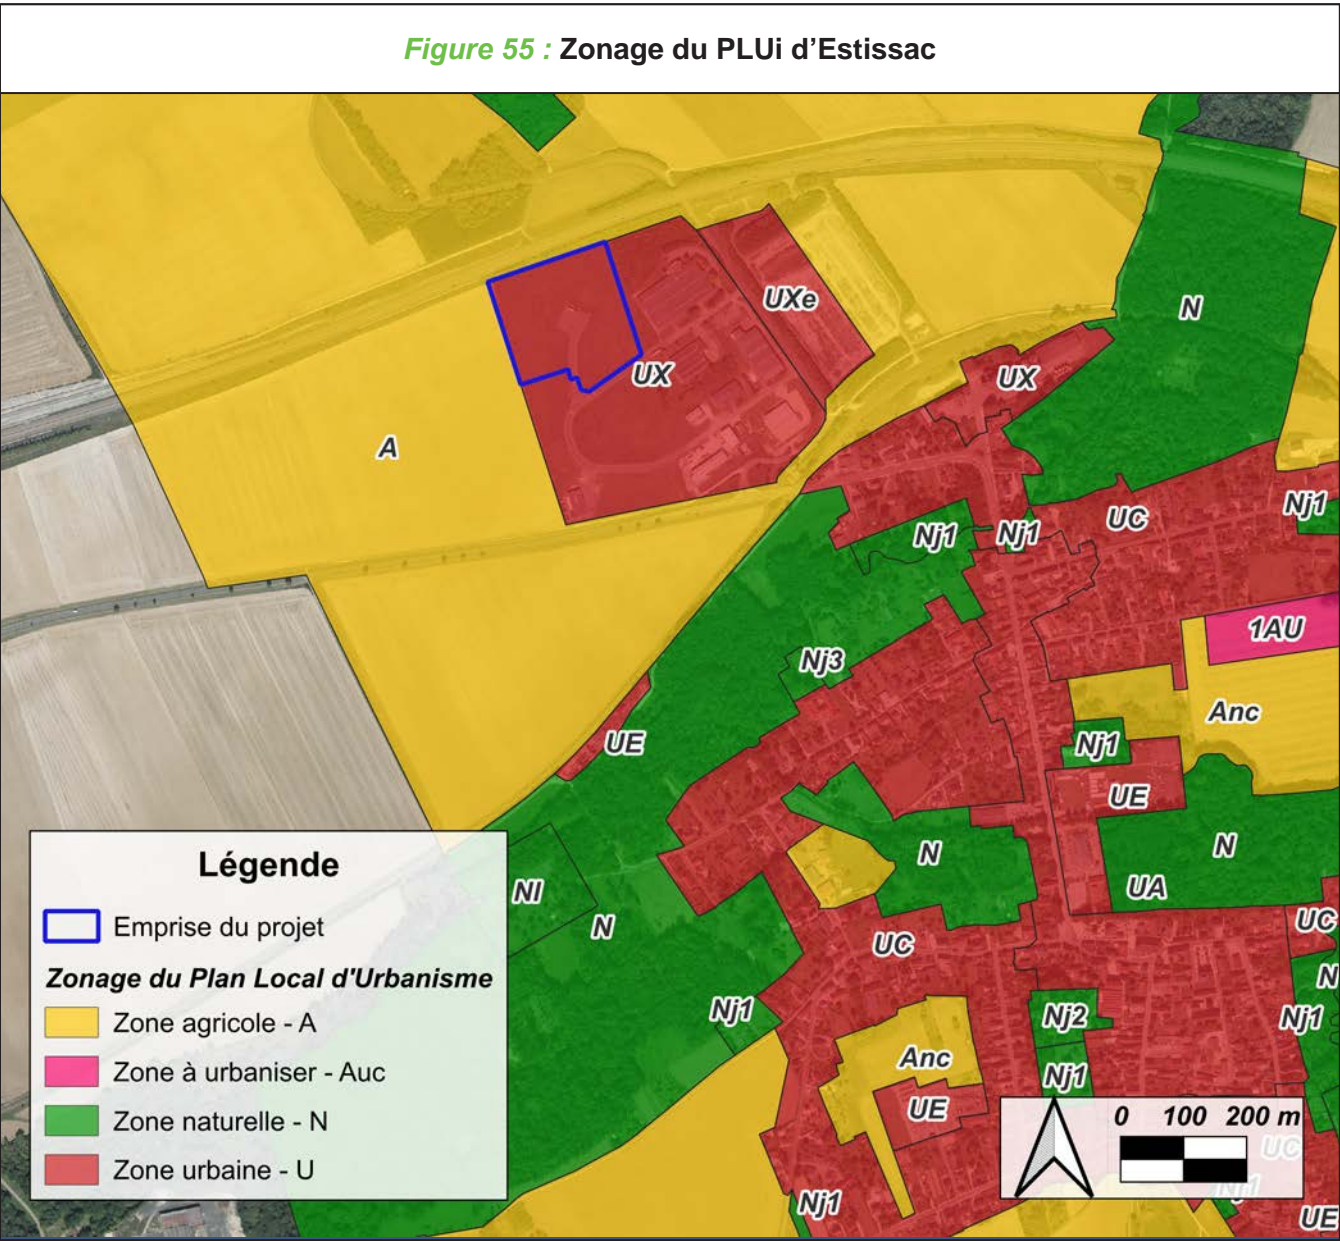 Figure 55 : Zonage du PLUi d'Estissac
UXe
N
UX
UX
A
Nj1
UC
Nj1
Nj1
1AU
Nj3
Anc
UE
Nj1
UE
N
N
UA
Nl
N
UC
UC
N
Nj1
Nj2
Nj1
Anc
Nj1
UE
UC
Nj1
Nj1
UE
Légende
Emprise du projet
Zonage du Plan Local d'Urbanisme
Zone agricole - A
Zone à urbaniser - Auc
Zone naturelle - N
Zone urbaine - U
0 100 200 m